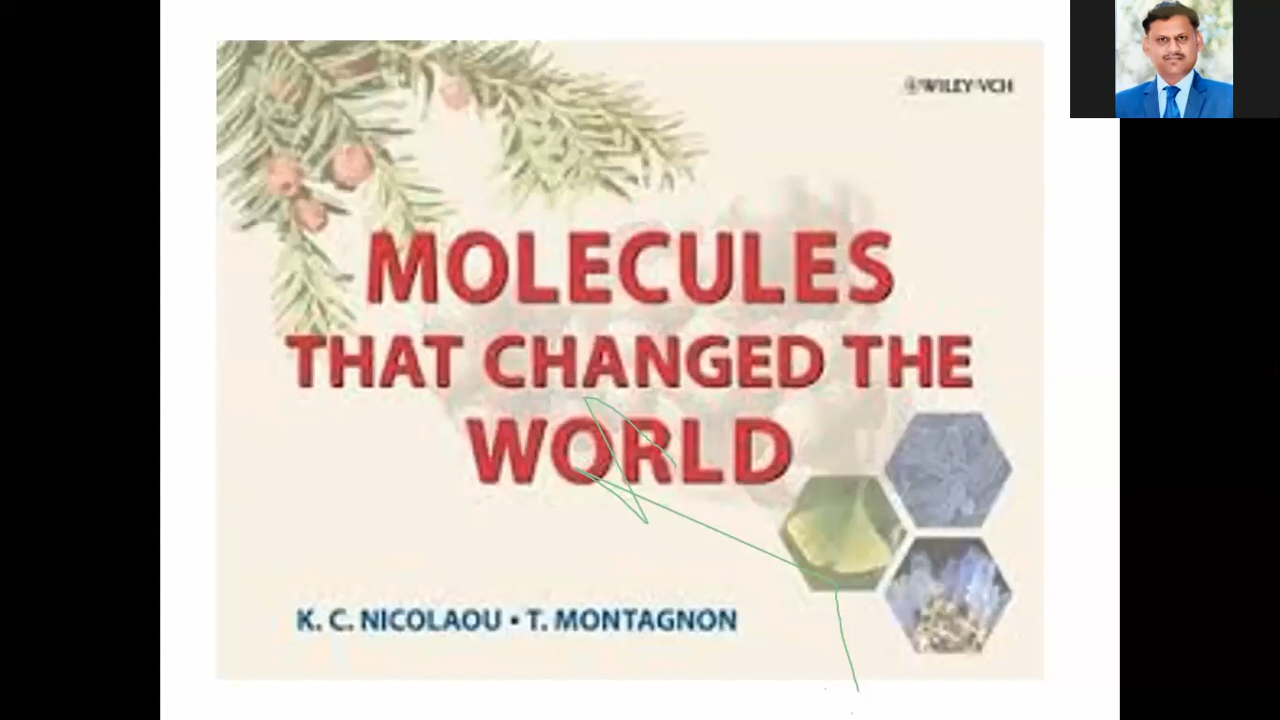 WILEY-VCH
MOLECULES
THAT CHANGED THE
WORLD
K. C. NICOLAOU • T. MONTAGNON